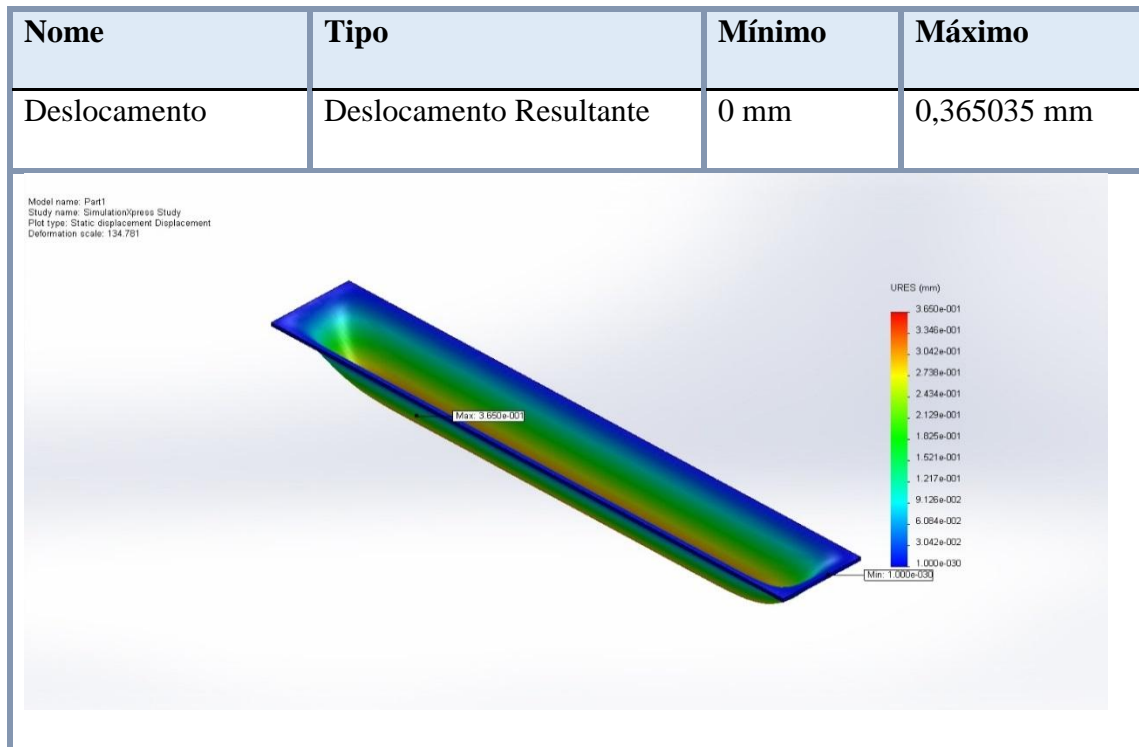 Nome Tipo Mínimo Máximo
Deslocamento Deslocamento Resultante 0 mm 0,365035 mm
Model name: Part1
Study name: SimulationXpress Study
Plot type: Static displacement Displacement
Deformation scale: 134.781
URES (mm)
3.650e-001
3.346e-001
3.042e-001
2.738e-001
2.434e-001
2.129e-001
1.825e-001
1.521e-001
1.217e-001
9.126e-002
6.084e-002
3.042e-002
1.000e-030
Max: 3.650e-001
Min: 1.000e-030